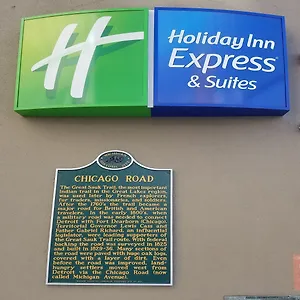 H
Holiday Inn
Express
& Suites
CHICAGO ROAD
The Great Sauk Trail, the most important
Indian trail in the Great Lakes region,
was used later by French explorers,
fur traders, missionaries, and soldiers.
After the 1760's the trail became a
major road for British and American
travelers. In the early 1800's, when
a military road was needed to connect
Detroit with Fort Dearborn (Chicago),
Territorial Governor Lewis Cass and
Father Gabriel Richard, an influential
legislator, were leading supporters of
the Great Sauk Trail route. With federal
backing the road was surveyed in 1825
and built in 1829-36. Many sections of
the road were paved with huge oak logs,
covered with a layer of dirt. Even
before the road was improved, land-
hungry settlers moved west from
Detroit via the Chicago Road (now
called Michigan Avenue).